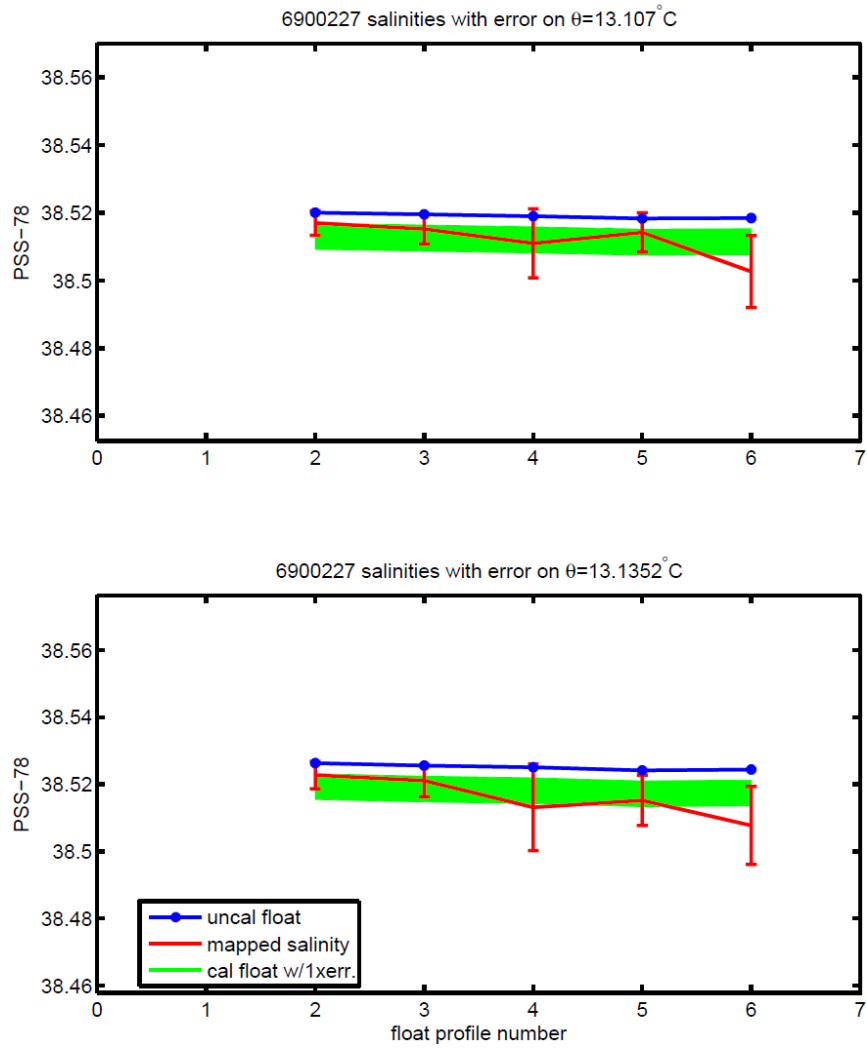 6900227 salinities with error on θ=13.107°C
38.56
38.54
38.52
38.5
38.48
38.46
PSS−78
0 1 2 3 4 5 6 7
6900227 salinities with error on θ=13.1352°C
38.56
38.54
38.52
38.5
38.48
38.46
PSS−78
uncal float
mapped salinity
cal float w/1xerr.
0 1 2 3 4 5 6 7
float profile number